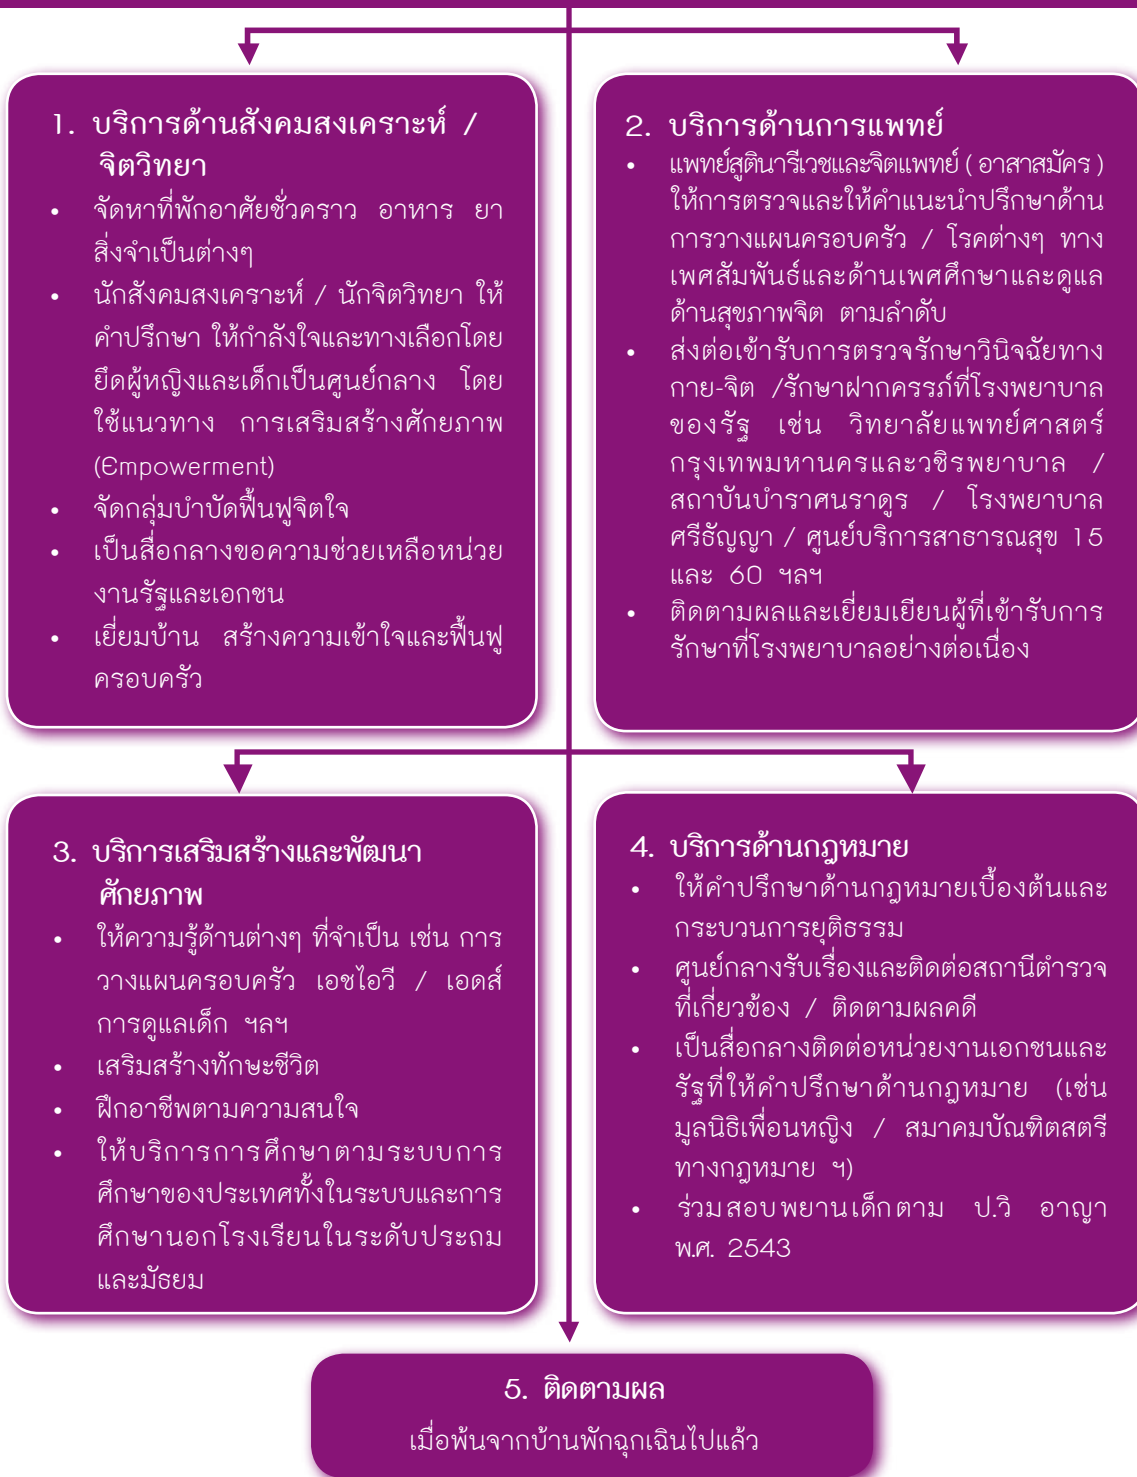 1. บริการด้านสังคมสงเคราะห์ /
จิตวิทยา
• จัดหาที่พักอาศัยชั่วคราว อาหาร ยา
สิ่งจำเป็นต่างๆ
• นักสังคมสงเคราะห์ / นักจิตวิทยา ให้
คำปรึกษา ให้กำลังใจและทางเลือกโดย
ยึดผู้หญิงและเด็กเป็นศูนย์กลาง โดย
ใช้แนวทาง การเสริมสร้างศักยภาพ
(Empowerment)
• จัดกลุ่มบำบัดฟื้นฟูจิตใจ
• เป็นสื่อกลางขอความช่วยเหลือหน่วย
งานรัฐและเอกชน
• เยี่ยมบ้าน สร้างความเข้าใจและฟื้นฟู
ครอบครัว
2. บริการด้านการแพทย์
• แพทย์สูตินารีเวชและจิตแพทย์ ( อาสาสมัคร )
ให้การตรวจและให้คำแนะนำปรึกษาด้าน
การวางแผนครอบครัว / โรคต่างๆ ทาง
เพศสัมพันธ์และด้านเพศศึกษาและดูแล
ด้านสุขภาพจิต ตามลำดับ
• ส่งต่อเข้ารับการตรวจรักษาวินิจฉัยทาง
กาย-จิต /รักษาฝากครรภ์ที่โรงพยาบาล
ของรัฐ เช่น วิทยาลัยแพทย์ศาสตร์
กรุงเทพมหานครและวชิรพยาบาล /
สถาบันบำราศนราดูร / โรงพยาบาล
ศรีธัญญา / ศูนย์บริการสาธารณสุข 15
และ 60 ฯลฯ
• ติดตามผลและเยี่ยมเยียนผู้ที่เข้ารับการ
รักษาที่โรงพยาบาลอย่างต่อเนื่อง
3. บริการเสริมสร้างและพัฒนา
ศักยภาพ
• ให้ความรู้ด้านต่างๆ ที่จำเป็น เช่น การ
วางแผนครอบครัว เอชไอวี / เอดส์
การดูแลเด็ก ฯลฯ
• เสริมสร้างทักษะชีวิต
• ฝึกอาชีพตามความสนใจ
• ให้บริการการศึกษาตามระบบการ
ศึกษาของประเทศทั้งในระบบและการ
ศึกษานอกโรงเรียนในระดับประถม
และมัธยม
4. บริการด้านกฎหมาย
• ให้คำปรึกษาด้านกฎหมายเบื้องต้นและ
กระบวนการยุติธรรม
• ศูนย์กลางรับเรื่องและติดต่อสถานีตำรวจ
ที่เกี่ยวข้อง / ติดตามผลคดี
• เป็นสื่อกลางติดต่อหน่วยงานเอกชนและ
รัฐที่ให้คำปรึกษาด้านกฎหมาย (เช่น
มูลนิธิเพื่อนหญิง / สมาคมบัณฑิตสตรี
ทางกฎหมาย ฯ)
• ร่วมสอบพยานเด็กตาม ป.วิ อาญา
พ.ศ. 2543
5. ติดตามผล
เมื่อพ้นจากบ้านพักฉุกเฉินไปแล้ว